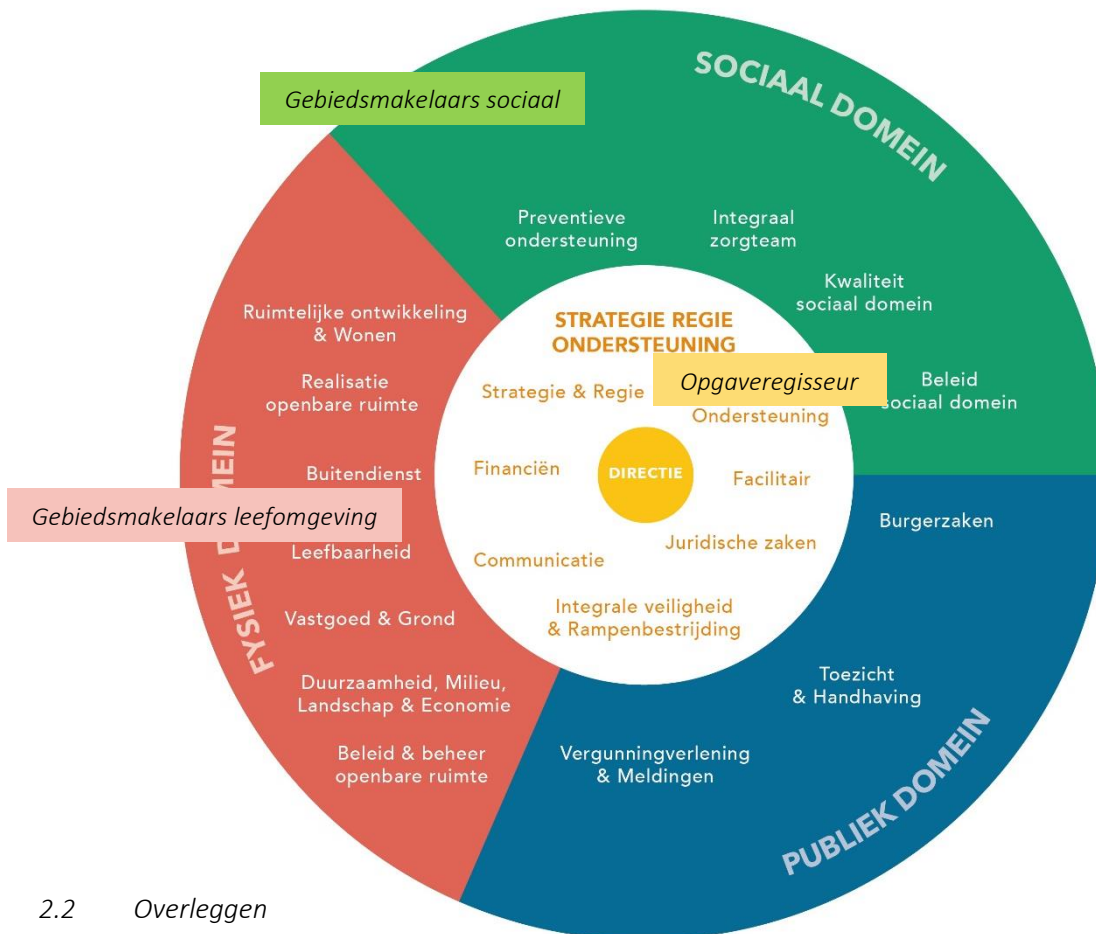 SOCIAAL DOMEIN
Gebiedsmakelaars sociaal
Preventieve
ondersteuning
Integraal
zorgteam
Kwaliteit
sociaal domein
Beleid
sociaal domein
FYSIEK DOMEIN
Ruimtelijke ontwikkeling
& Wonen
Realisatie
openbare ruimte
Buitendienst
Gebiedsmakelaars leefomgeving
Leefbaarheid
Vastgoed & Grond
Duurzaamheid, Milieu,
Landschap & Economie
Beleid & beheer
openbare ruimte
STRATEGIE REGIE
ONDERSTEUNING
Strategie & Regie
Opgaveregisseur
Ondersteuning
Financiën
DIRECTIE
Facilitair
Communicatie
Juridische zaken
Integrale veiligheid
& Rampenbestrijding
Burgerzaken
Toezicht
& Handhaving
Vergunningverlening
& Meldingen
PUBLIEK DOMEIN
2.2 Overleggen